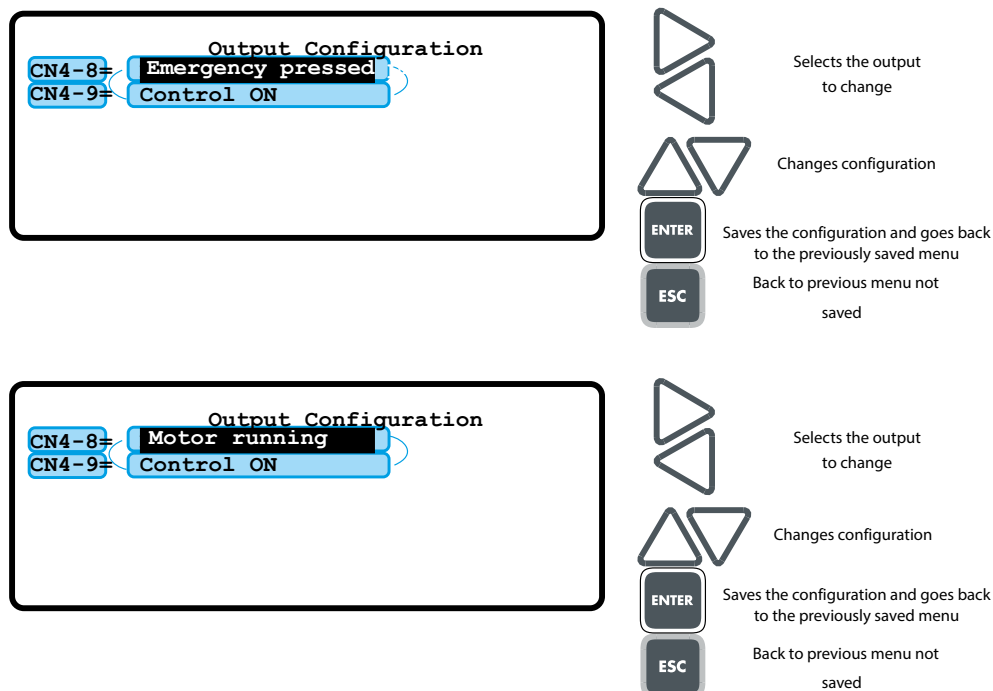 Output Configuration
CN4-8= Emergency pressed
CN4-9= Control ON
Selects the output
to change
Changes configuration
ENTER
Saves the configuration and goes back
to the previously saved menu
ESC
Back to previous menu not
saved
Output Configuration
CN4-8= Motor running
CN4-9= Control ON
Selects the output
to change
Changes configuration
ENTER
Saves the configuration and goes back
to the previously saved menu
ESC
Back to previous menu not
saved